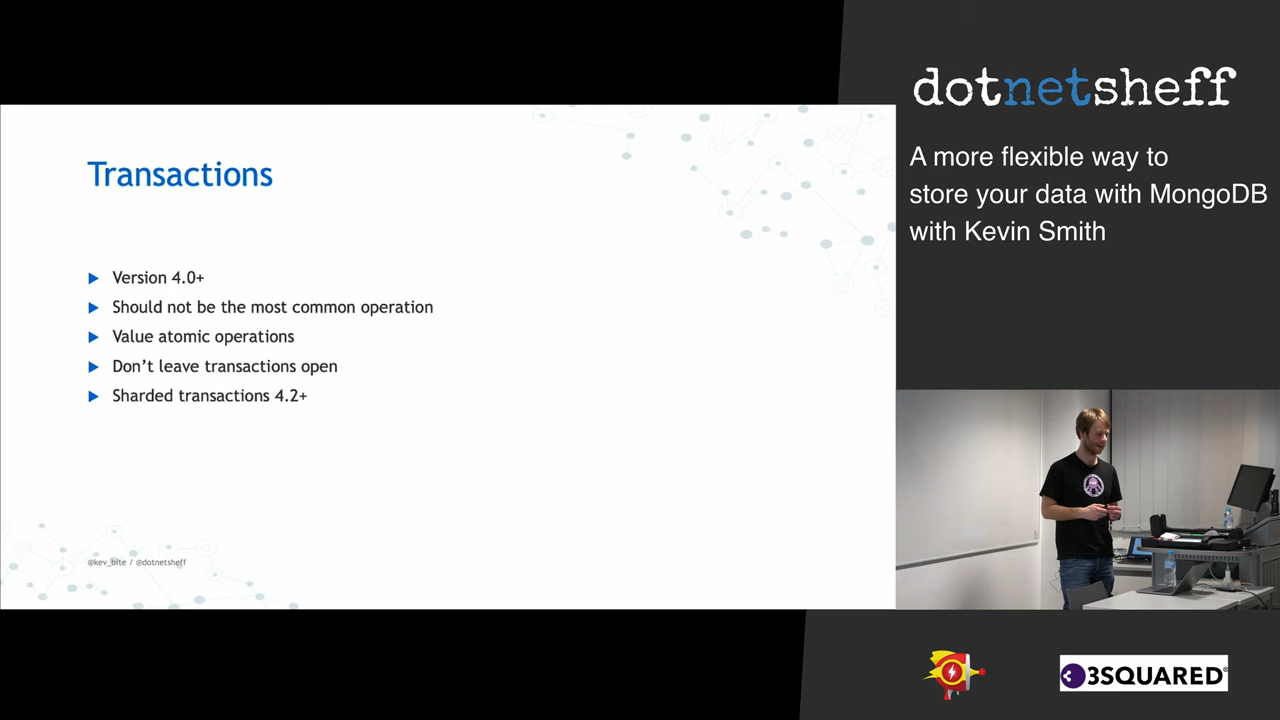 Transactions
Version 4.0+
Should not be the most common operation
Value atomic operations
Don't leave transactions open
Sharded transactions 4.2+
@kev_bite / @dotnetsheff
dotnetsheff
A more flexible way to
store your data with MongoDB
with Kevin Smith
3SQUARED